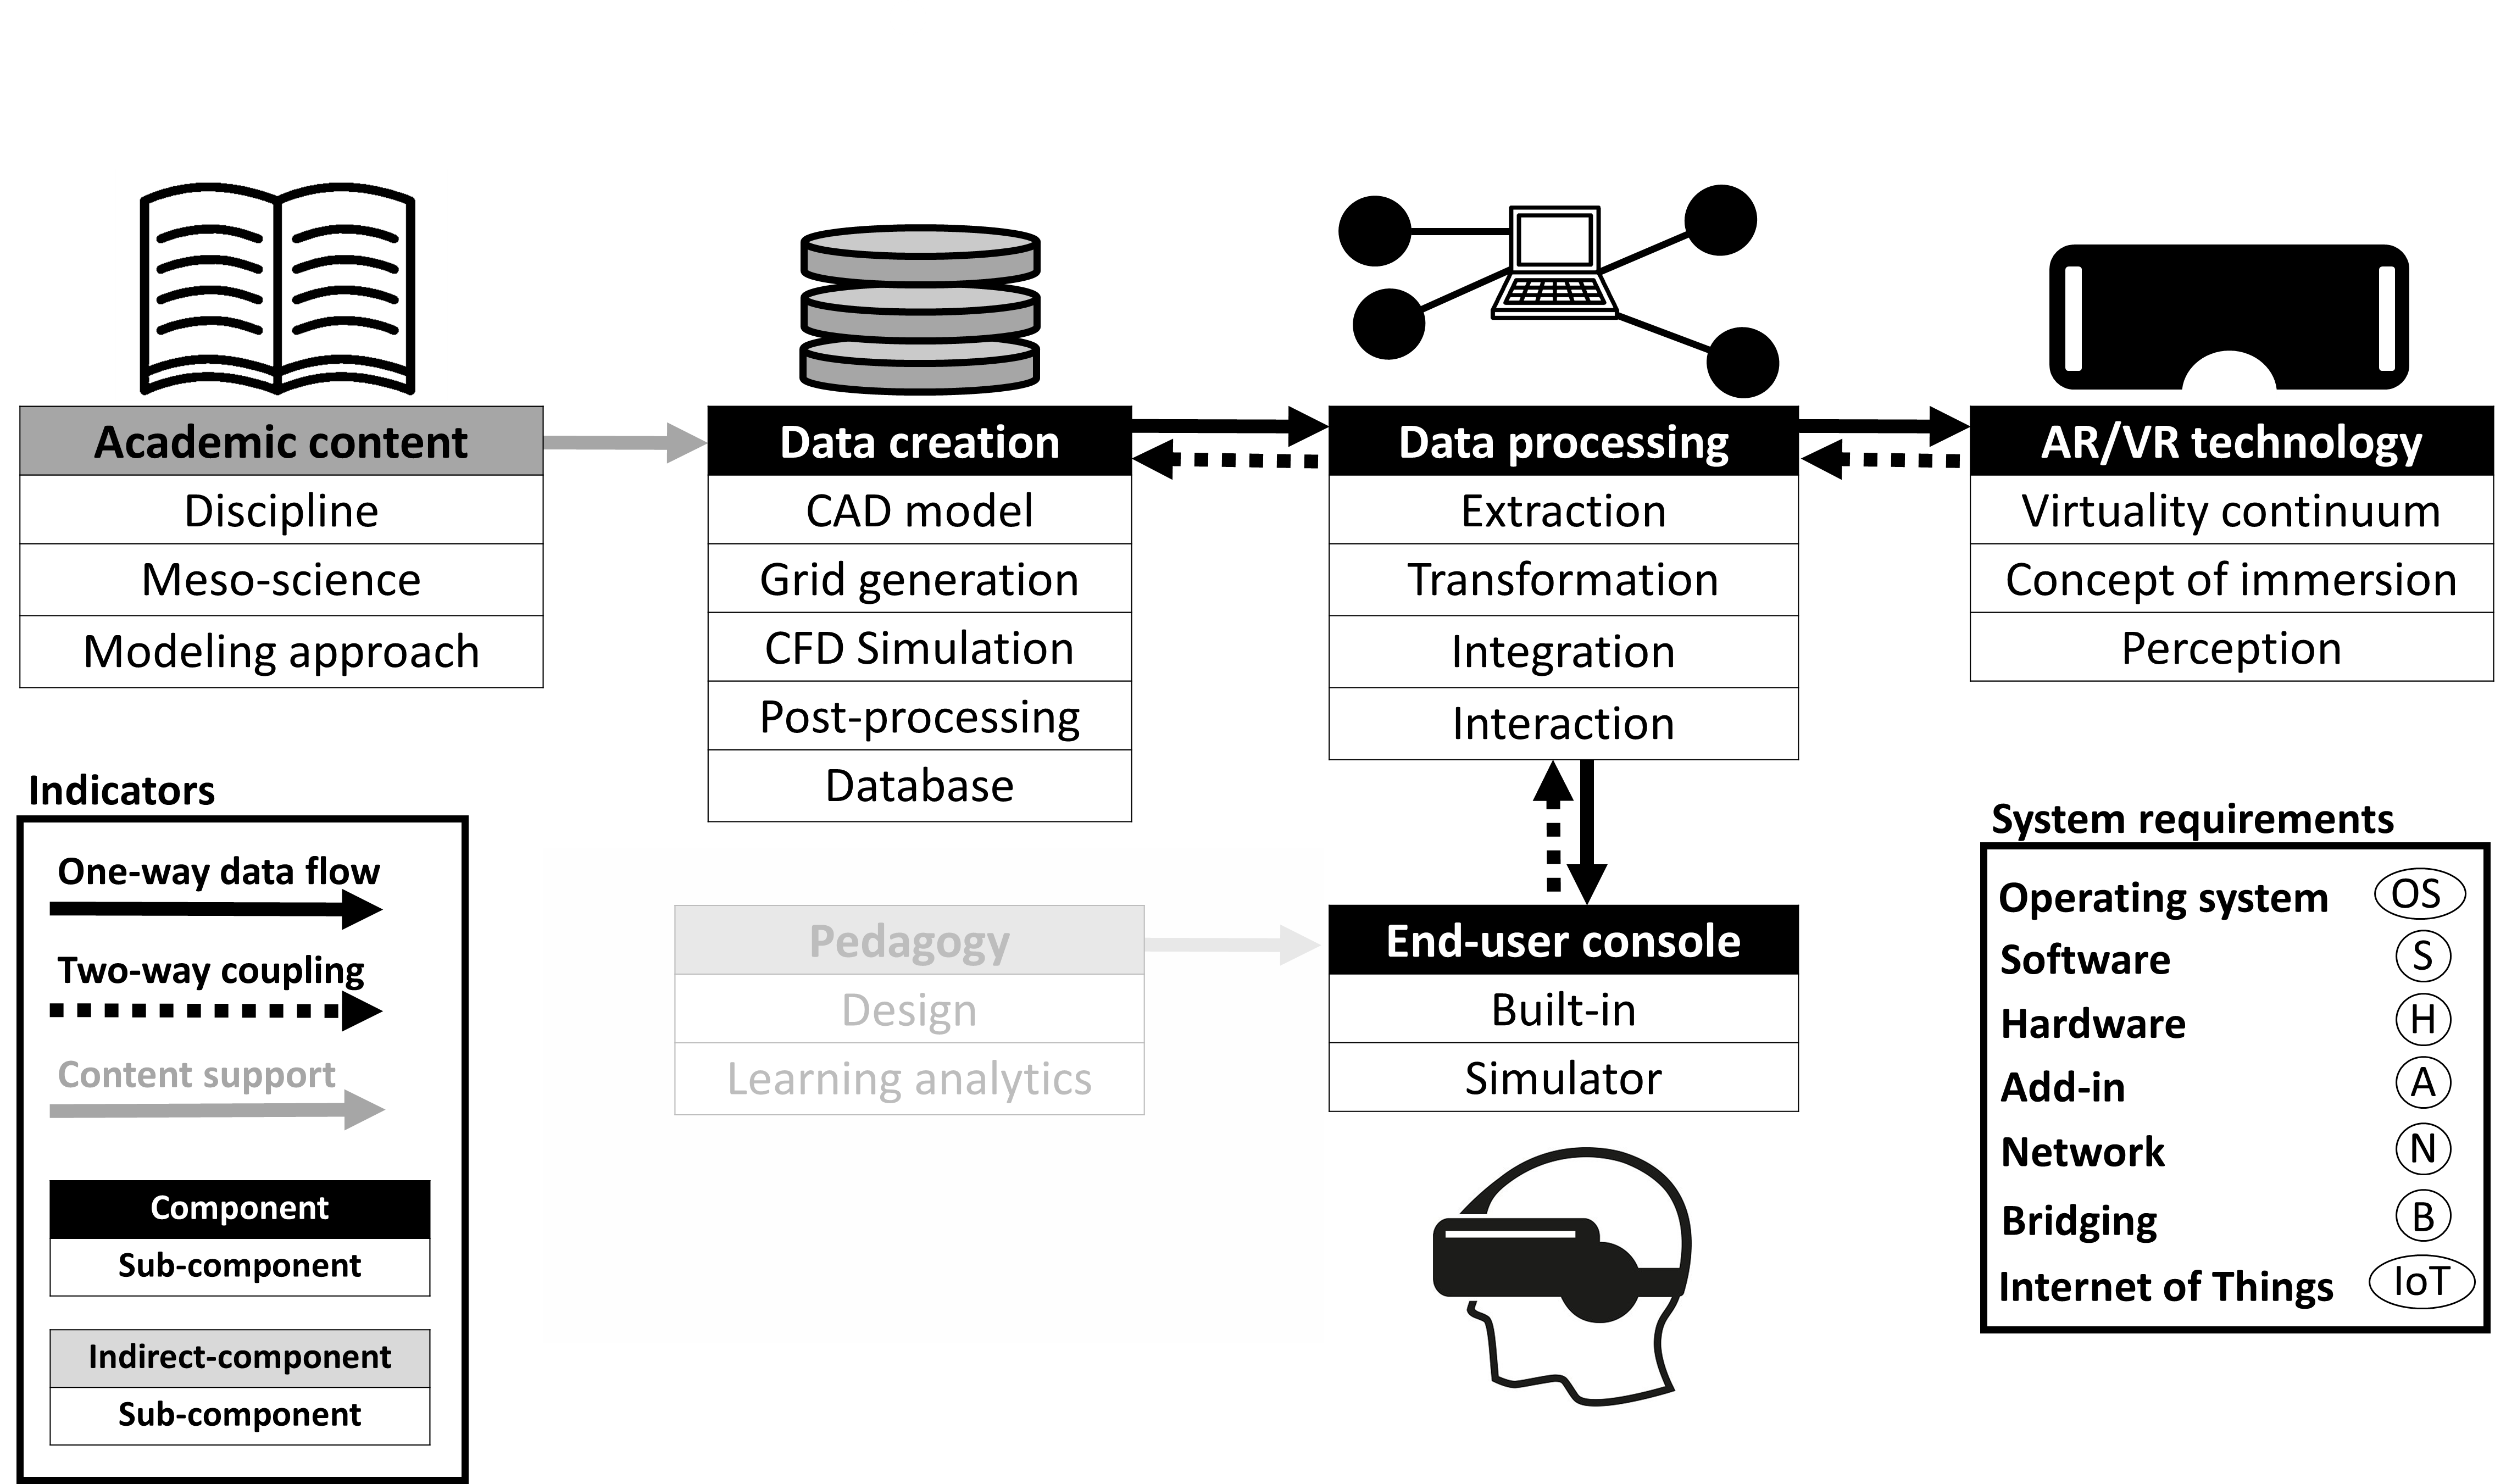 Academic content
Discipline
Meso-science
Modeling approach
Data creation
CAD model
Grid generation
CFD Simulation
Post-processing
Database
Data processing
Extraction
Transformation
Integration
Interaction
AR/VR technology
Virtuality continuum
Concept of immersion
Perception
Pedagogy
Design
Learning analytics
End-user console
Built-in
Simulator
Indicators
One-way data flow
Two-way coupling
Content support
Component
Sub-component
Indirect-component
Sub-component
System requirements
Operating system OS
Software S
Hardware H
Add-in A
Network N
Bridging B
Internet of Things IoT